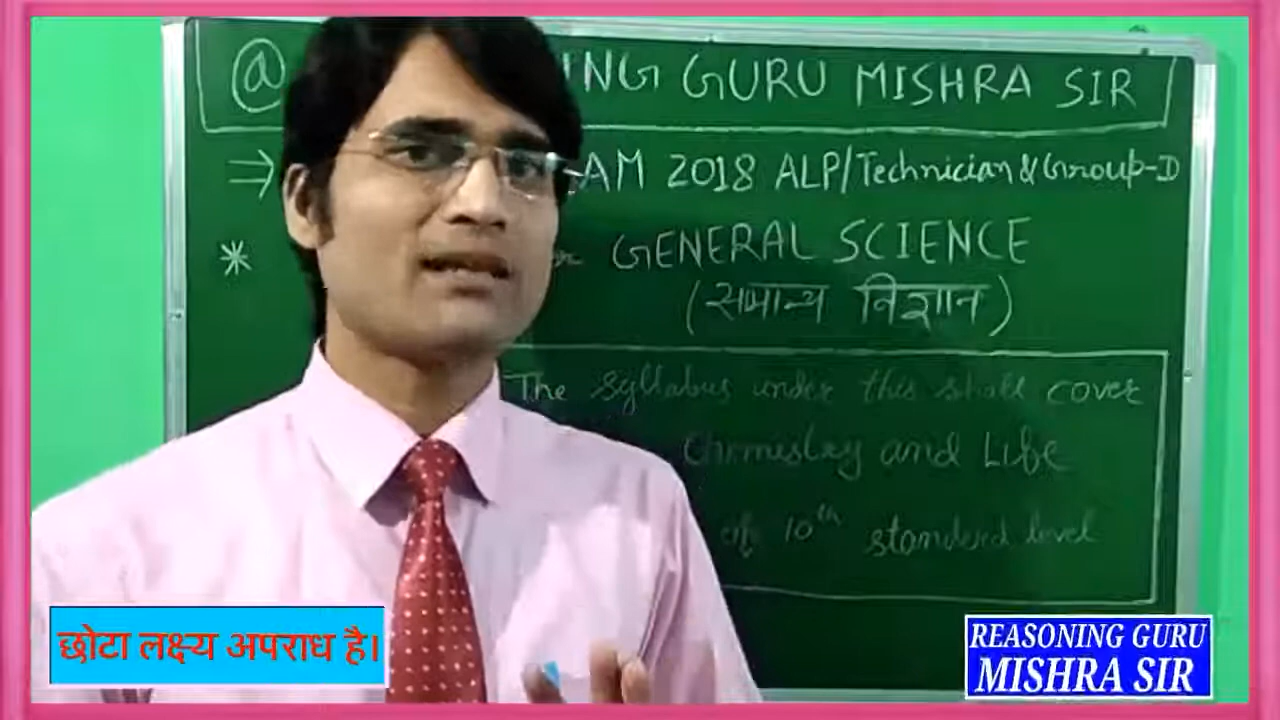 @ ING GURU MISHRA SIR
⇒ AM 2018 ALP/Technician & Group-D
* GENERAL SCIENCE
(सामान्य विज्ञान)
The syllabus under this shall cover
Chemistry and Life
of 10th standerd level
छोटा लक्ष्य अपराध है।
REASONING GURU
MISHRA SIR